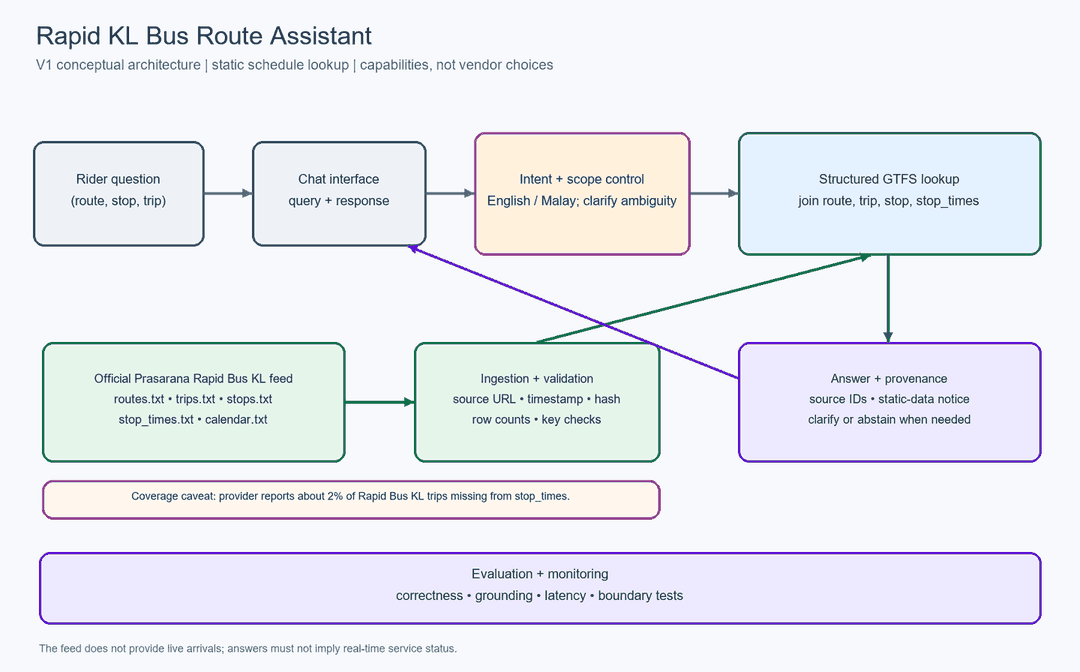 Rapid KL Bus Route Assistant
V1 conceptual architecture | static schedule lookup | capabilities, not vendor choices
Rider question
(route, stop, trip)
Chat interface
query + response
Intent + scope control
English / Malay; clarify ambiguity
Structured GTFS lookup
join route, trip, stop, stop_times
Official Prasarana Rapid Bus KL feed
routes.txt • trips.txt • stops.txt
stop_times.txt • calendar.txt
Ingestion + validation
source URL • timestamp • hash
row counts • key checks
Answer + provenance
source IDs • static-data notice
clarify or abstain when needed
Coverage caveat: provider reports about 2% of Rapid Bus KL trips missing from stop_times.
Evaluation + monitoring
correctness • grounding • latency • boundary tests
The feed does not provide live arrivals; answers must not imply real-time service status.